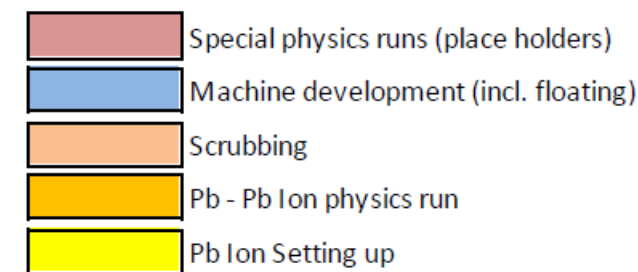 Special physics runs (place holders)
Machine development (incl. floating)
Scrubbing
Pb - Pb Ion physics run
Pb Ion Setting up